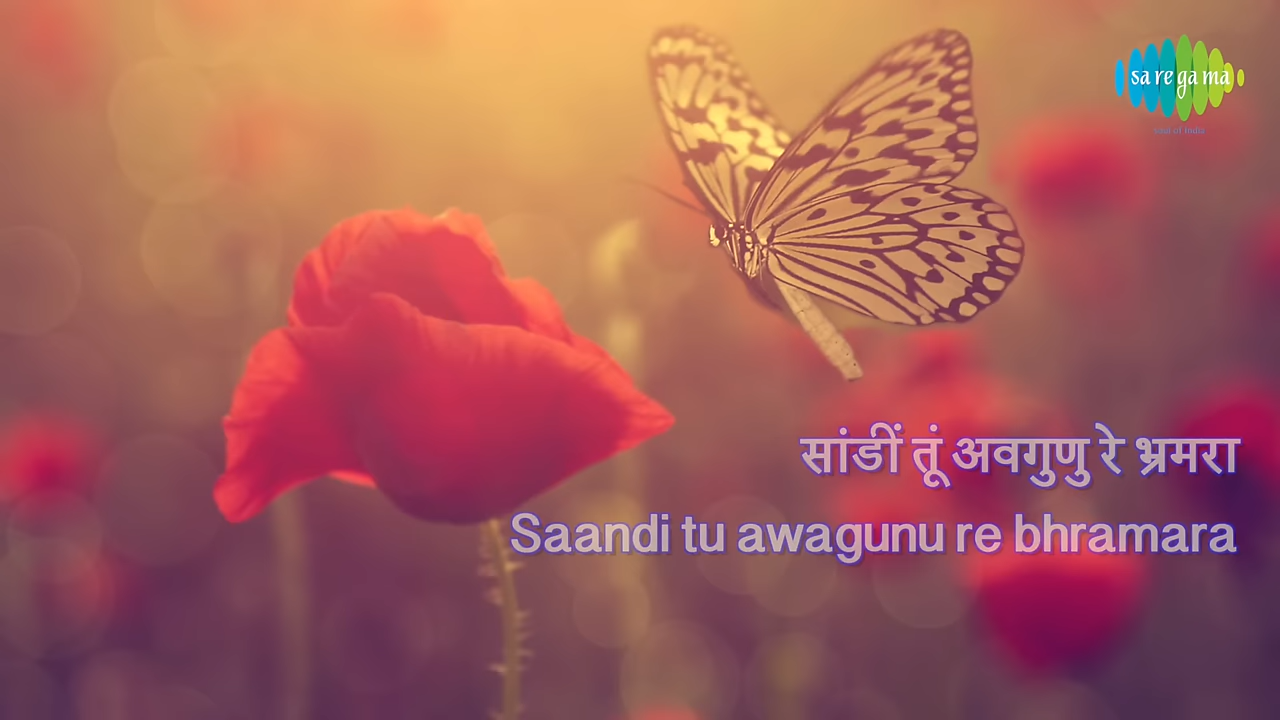 sa re ga ma
soul of india
सांडीं तूं अवगुणु रे भ्रमरा
Saandi tu awagunu re bhramara